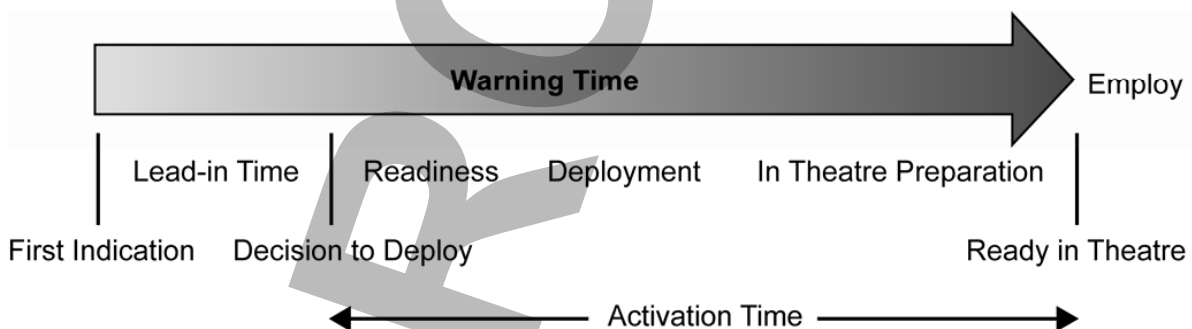 Warning Time
Employ
Lead-in Time Readiness Deployment In Theatre Preparation
First Indication Decision to Deploy Ready in Theatre
Activation Time